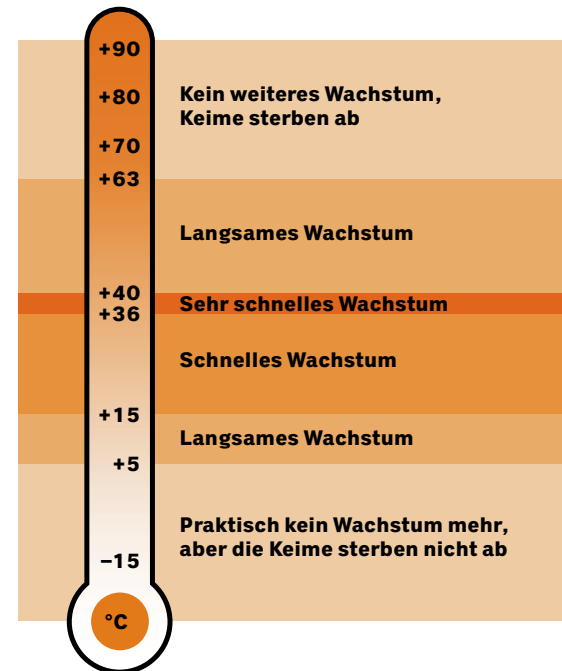 +90
+80
Kein weiteres Wachstum,
Keime sterben ab
+70
+63
Langsames Wachstum
+40
Sehr schnelles Wachstum
+36
Schnelles Wachstum
+15
Langsames Wachstum
+5
Praktisch kein Wachstum mehr,
aber die Keime sterben nicht ab
–15
°C